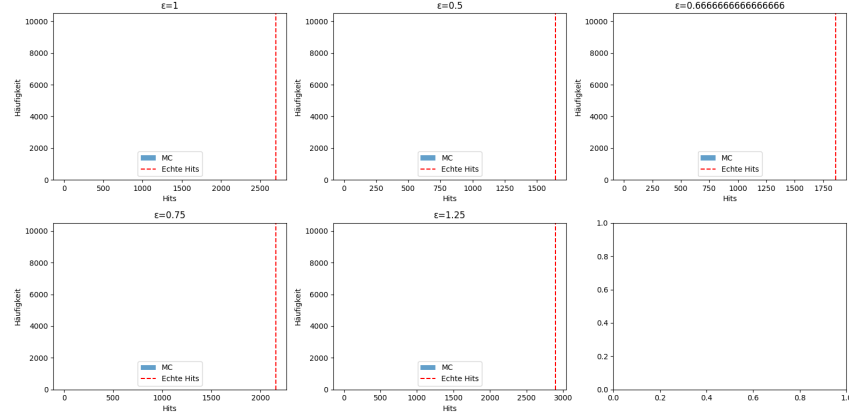 ε=1
10000
8000
6000
4000
2000
0
Häufigkeit
MC
Echte Hits
0 500 1000 1500 2000 2500
Hits
ε=0.5
10000
8000
6000
4000
2000
0
Häufigkeit
MC
Echte Hits
0 250 500 750 1000 1250 1500
Hits
ε=0.6666666666666666
10000
8000
6000
4000
2000
0
Häufigkeit
MC
Echte Hits
0 250 500 750 1000 1250 1500 1750
Hits
ε=0.75
10000
8000
6000
4000
2000
0
Häufigkeit
MC
Echte Hits
0 500 1000 1500 2000
Hits
ε=1.25
10000
8000
6000
4000
2000
0
Häufigkeit
MC
Echte Hits
0 500 1000 1500 2000 2500 3000
Hits
1.0
0.8
0.6
0.4
0.2
0.0
0.0 0.2 0.4 0.6 0.8 1.0